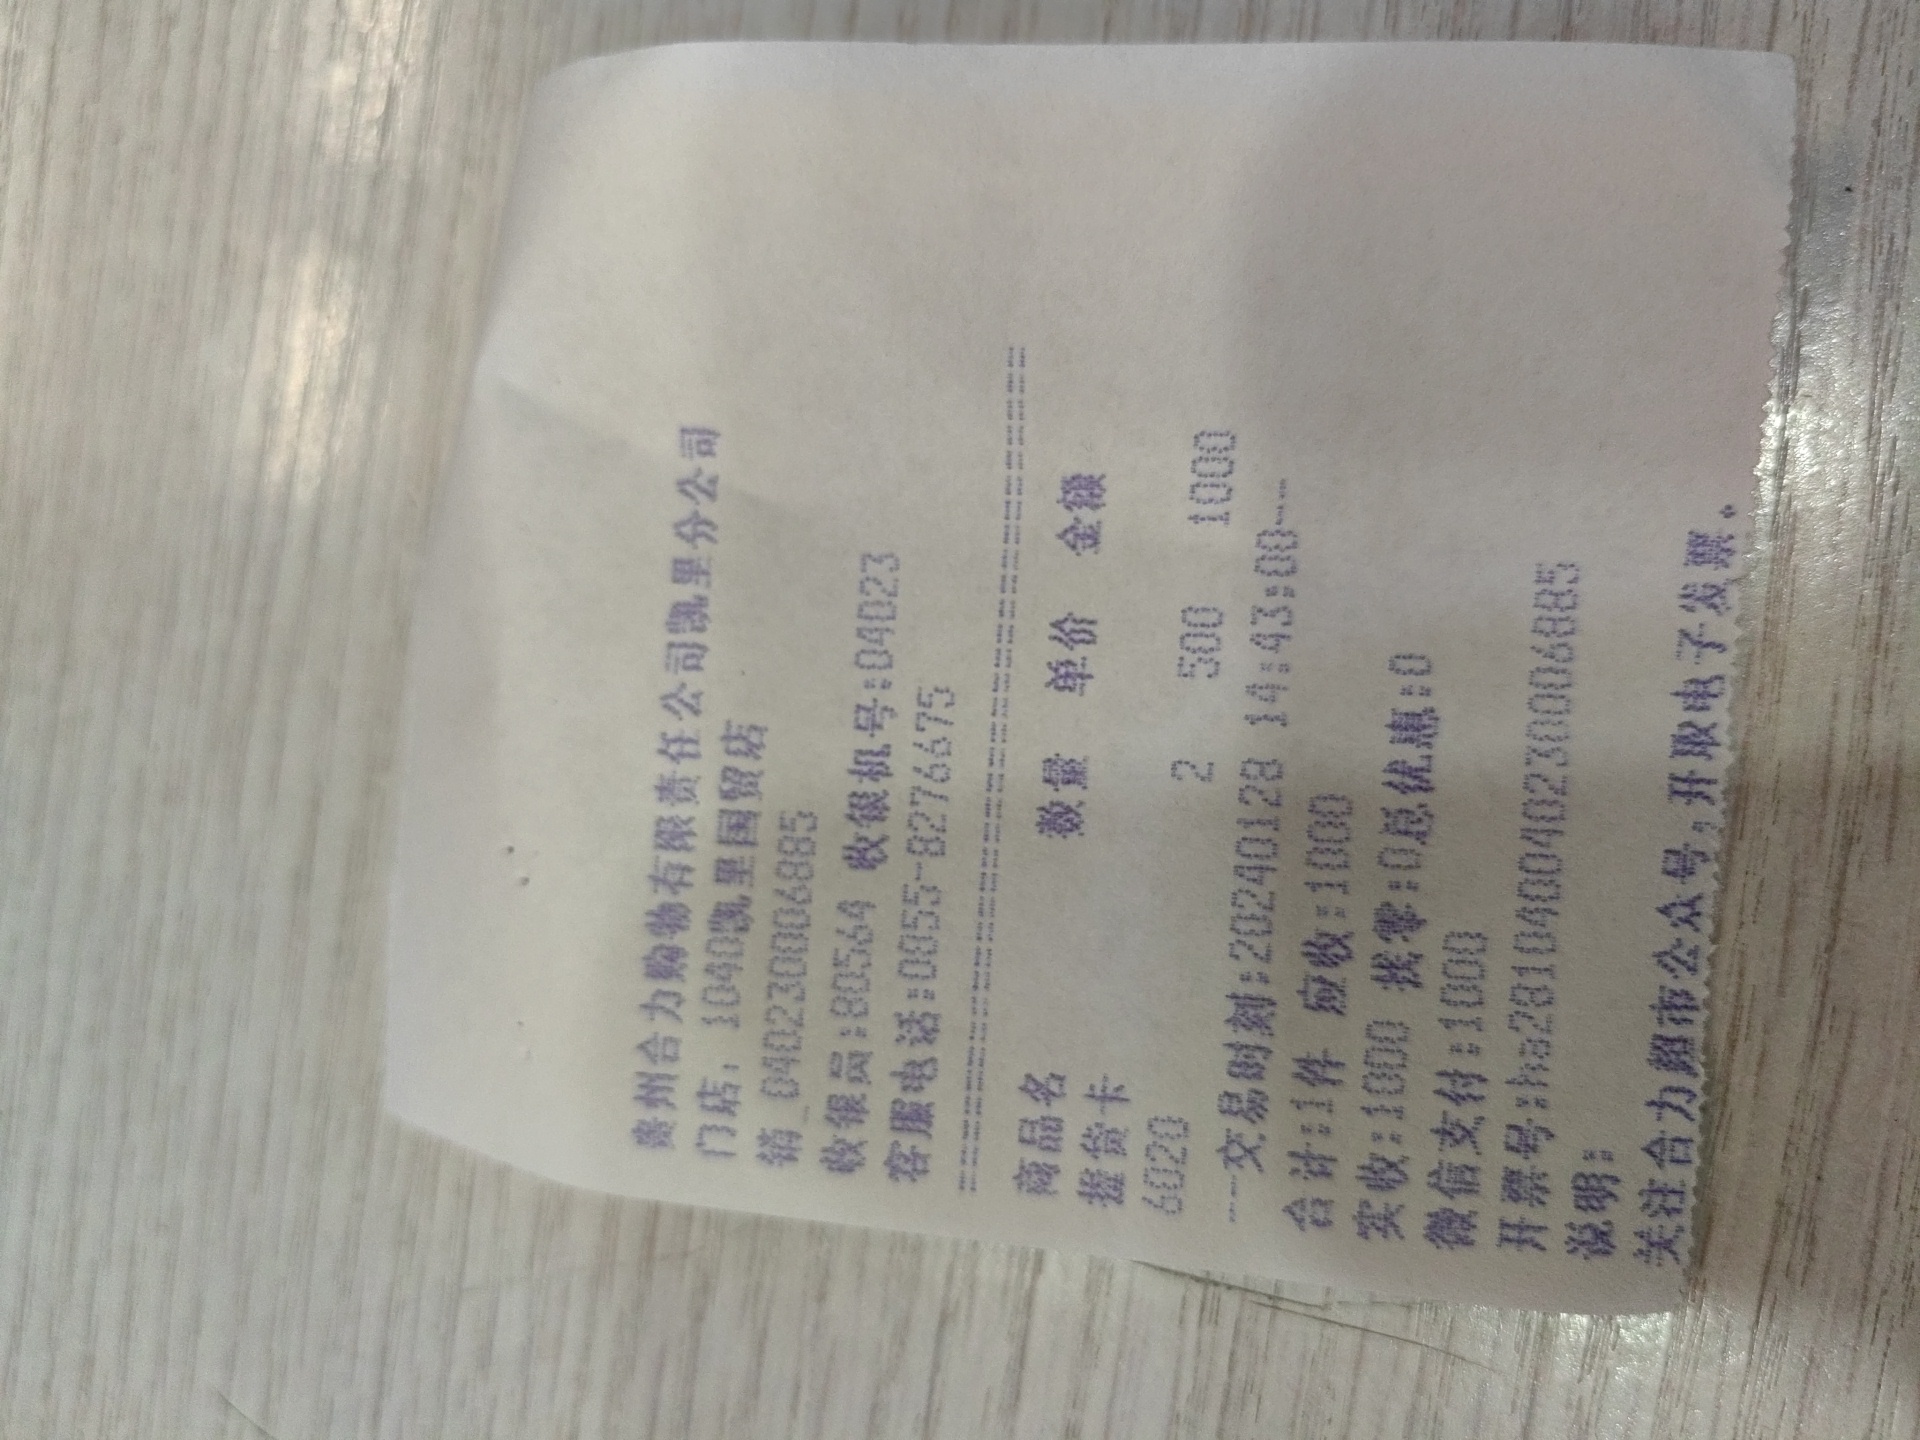 贵州合力购物有限责任公司凯里分公司
门店: 1040凯里国贸店
销_040230006885
收银员:80564 收银机号:04023
客服电话:0855-8276675
================================
商品名 数量 单价 金额
提货卡
6020 2 500 1000
---交易时刻:20240128 14:43:00---
合计:1件 应收:1000
实收:1000 找零:0总优惠:0
微信支付:1000
开票号:ha281040040230006885
说明:
关注合力超市公众号,开取电子发票。